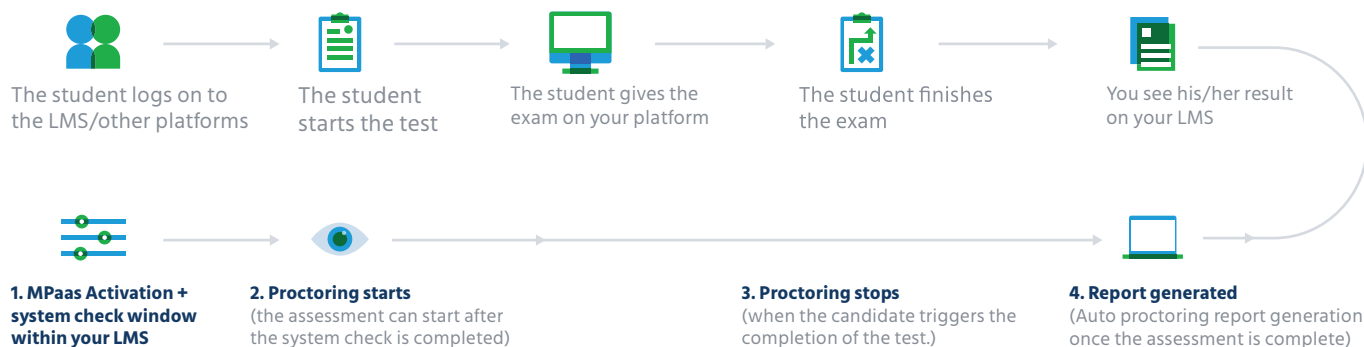 The student logs on to
the LMS/other platforms
The student
starts the test
The student gives the
exam on your platform
The student finishes
the exam
You see his/her result
on your LMS
1. MPaas Activation +
system check window
within your LMS
2. Proctoring starts
(the assessment can start after
the system check is completed)
3. Proctoring stops
(when the candidate triggers the
completion of the test.)
4. Report generated
(Auto proctoring report generation
once the assessment is complete)